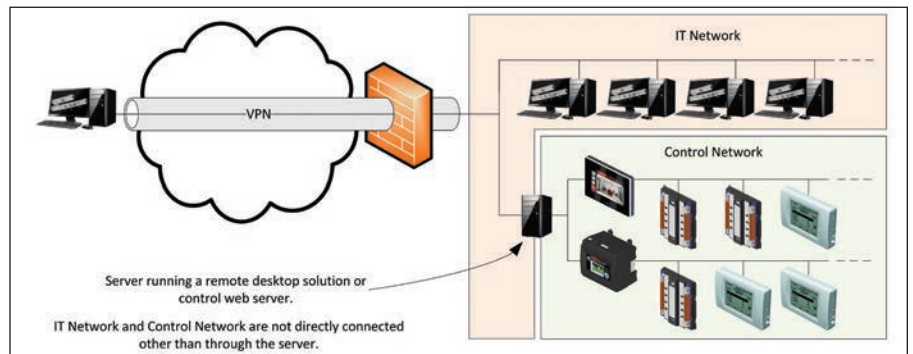 IT Network
VPN
Control Network
Server running a remote desktop solution or
control web server.
IT Network and Control Network are not directly connected
other than through the server.